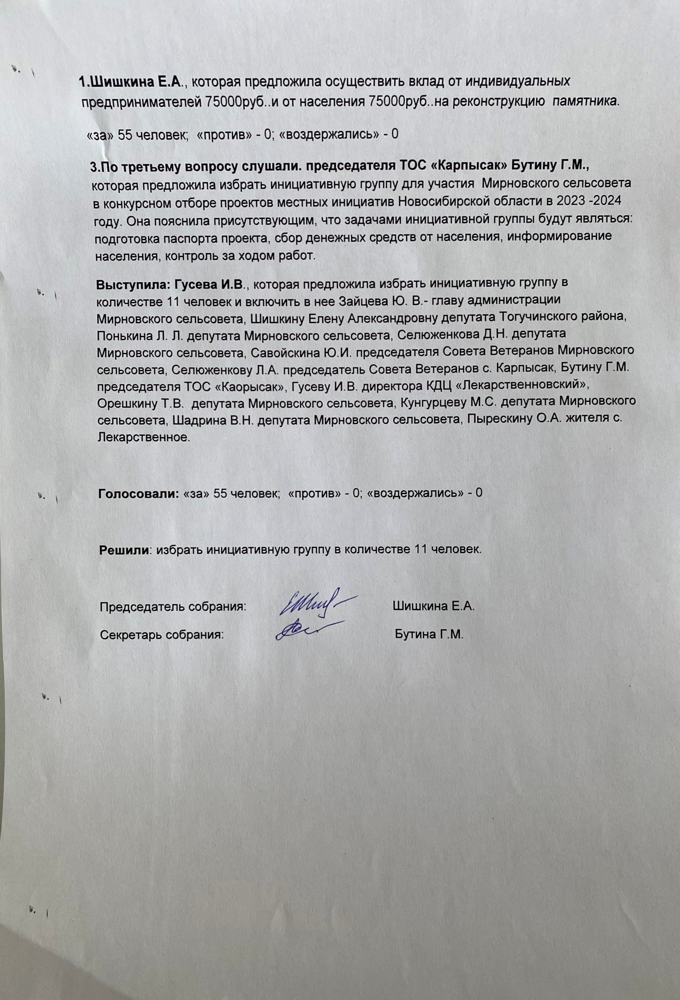 1.Шишкина Е.А., которая предложила осуществить вклад от индивидуальных
предпринимателей 75000руб..и от населения 75000руб..на реконструкцию памятника.
«за» 55 человек; «против» - 0; «воздержались» - 0
3.По третьему вопросу слушали. председателя ТОС «Карпысак» Бутину Г.М.,
которая предложила избрать инициативную группу для участия Мирновского сельсовета
в конкурсном отборе проектов местных инициатив Новосибирской области в 2023 -2024
году. Она пояснила присутствующим, что задачами инициативной группы будут являться:
подготовка паспорта проекта, сбор денежных средств от населения, информирование
населения, контроль за ходом работ.
Выступила: Гусева И.В., которая предложила избрать инициативную группу в
количестве 11 человек и включить в нее Зайцева Ю. В.- главу администрации
Мирновского сельсовета, Шишкину Елену Александровну депутата Тогучинского района,
Понькина Л. Л. депутата Мирновского сельсовета, Селюженкова Д.Н. депутата
Мирновского сельсовета, Савойскина Ю.И. председателя Совета Ветеранов Мирновского
сельсовета, Селюженкову Л.А. председатель Совета Ветеранов с. Карпысак, Бутину Г.М.
председателя ТОС «Каорысак», Гусеву И.В. директора КДЦ «Лекарственновский»,
Орешкину Т.В. депутата Мирновского сельсовета, Кунгурцеву М.С. депутата Мирновского
сельсовета, Шадрина В.Н. депутата Мирновского сельсовета, Пырескину О.А. жителя с.
Лекарственное.
Голосовали: «за» 55 человек; «против» - 0; «воздержались» - 0
Решили: избрать инициативную группу в количестве 11 человек.
Председатель собрания: Шишкина Е.А.
Секретарь собрания: Бутина Г.М.